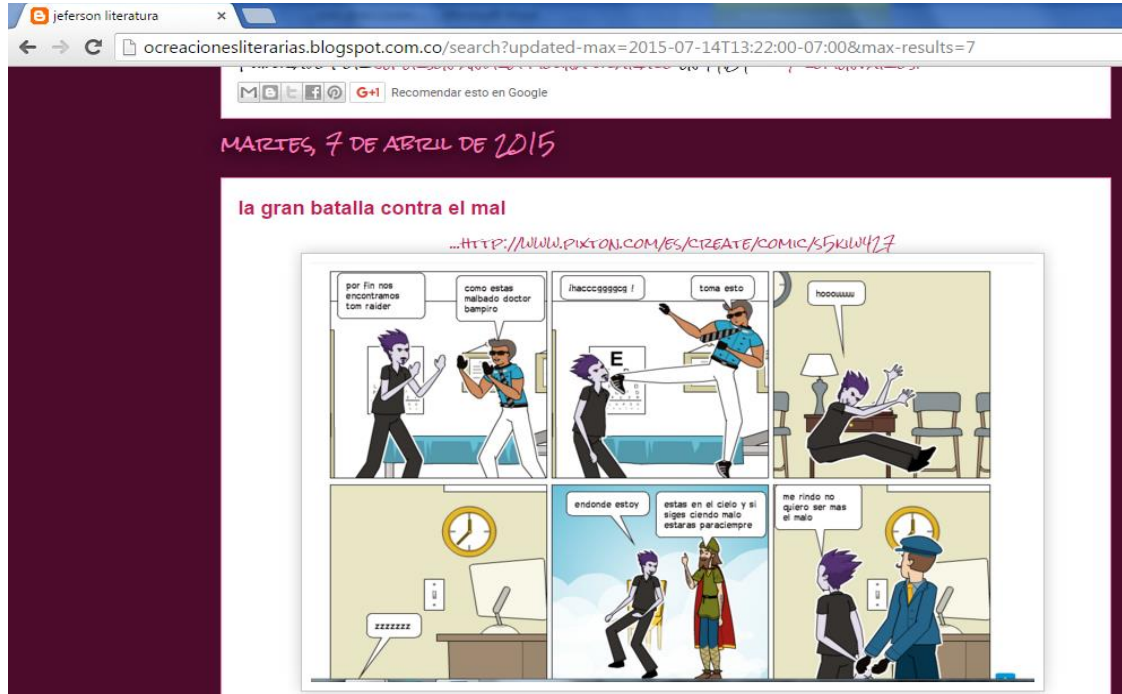 jeferson literatura
ocreacionesliterarias.blogspot.com.co/search?updated-max=2015-07-14T13:22:00-07:00&max-results=7
G+1 Recomendar esto en Google
MARTES, 7 DE ABRIL DE 2015
la gran batalla contra el mal
...HTTP://WWW.PIXTON.COM/ES/CREATE/COMIC/S5KIW427
por fin nos
encontramos
tom raider
como estas
malbado doctor
bampiro
¡hacccggggcg !
toma esto
E
hooouuuu
zzzzzzz
endonde estoy
estas en el cielo y si
siges ciendo malo
estaras paraciempre
me rindo no
quiero ser mas
el malo